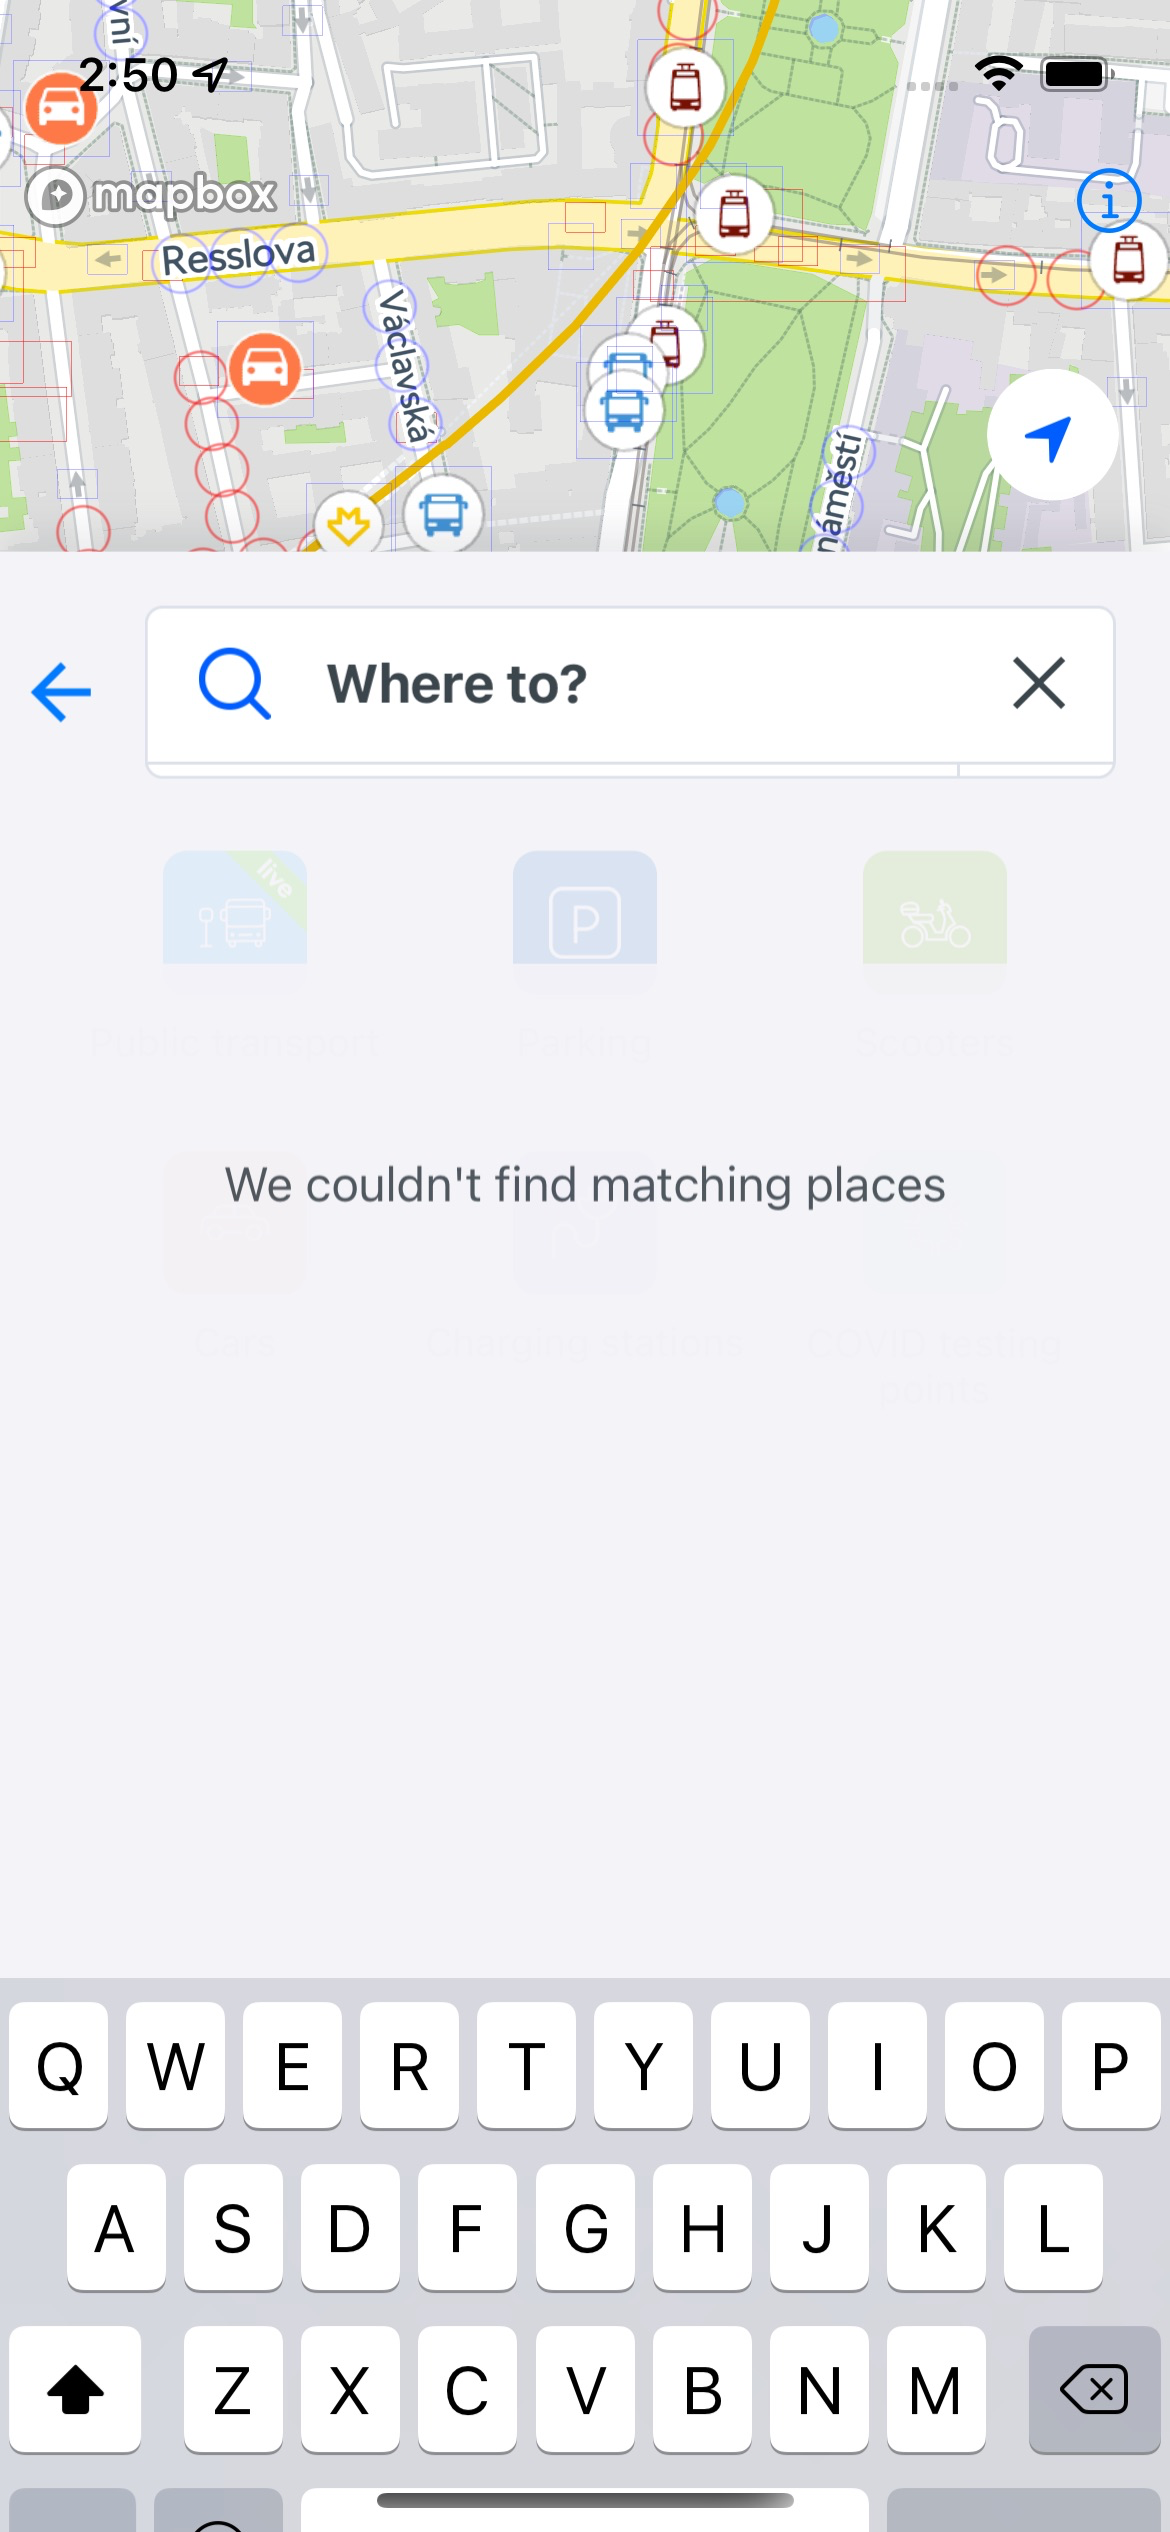 vní
2:50
mapbox
Resslova
Václavská
náměstí
Where to?
live
P
Public transport
Parking
Scooters
We couldn't find matching places
Cars
Charging stations
COVID testing
points
Q W E R T Y U I O P
A S D F G H J K L
Z X C V B N M